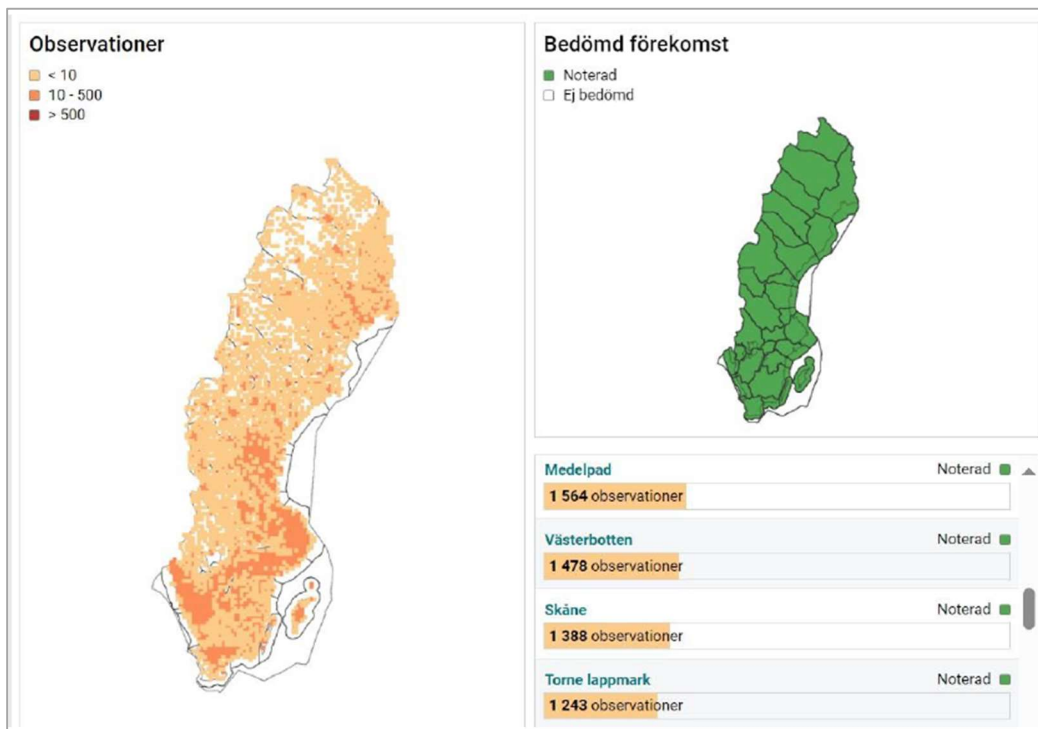 Observationer
< 10
10 - 500
> 500
Bedömd förekomst
Noterad
Ej bedömd
Medelpad Noterad
1 564 observationer
Västerbotten Noterad
1 478 observationer
Skåne Noterad
1 388 observationer
Torne lappmark Noterad
1 243 observationer